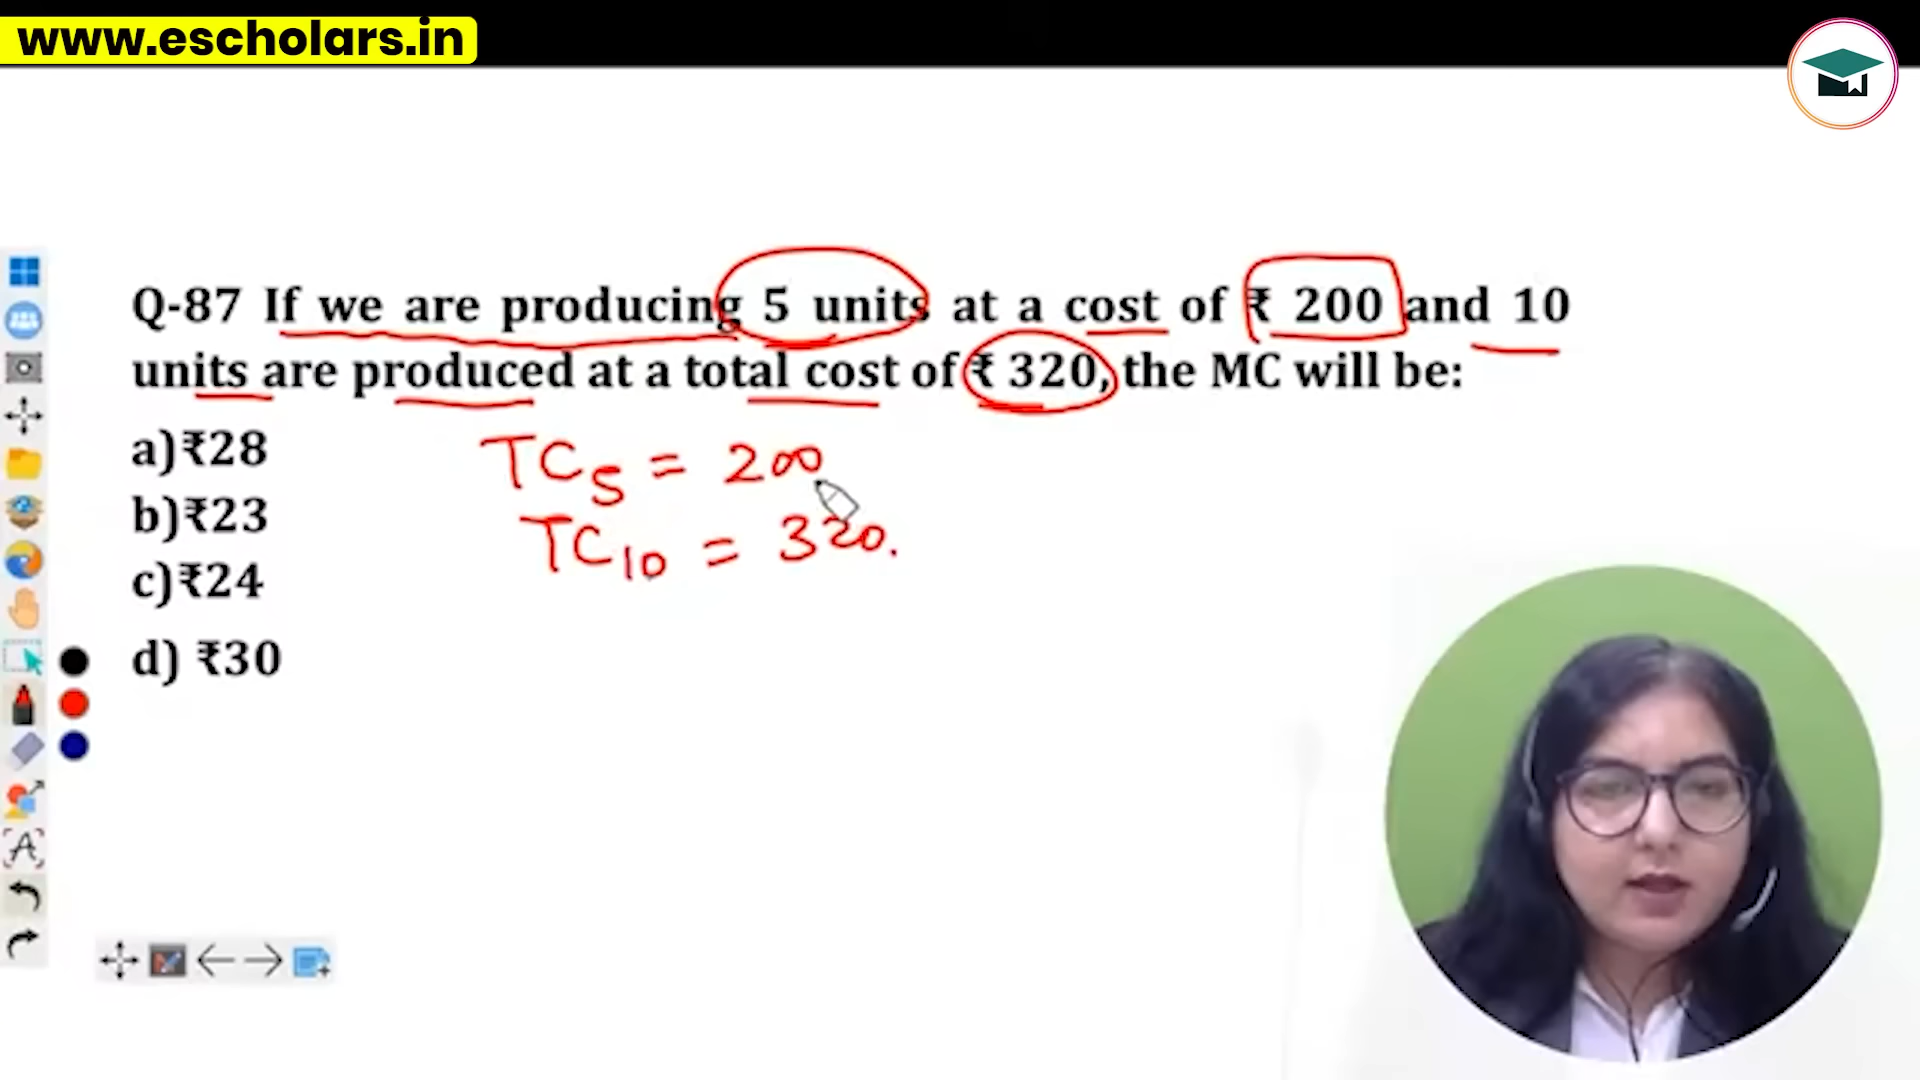 www.escholars.in
Q-87 If we are producing 5 units at a cost of ₹ 200 and 10
units are produced at a total cost of ₹ 320, the MC will be:
a)₹28
b)₹23
c)₹24
d) ₹30
TC5 = 200
TC10 = 320.